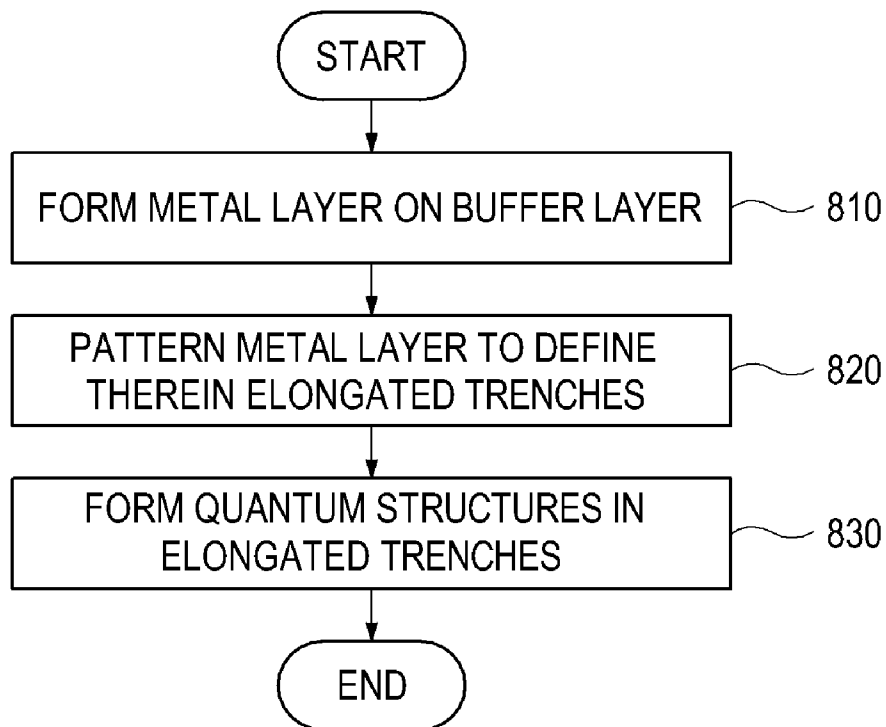 START
FORM METAL LAYER ON BUFFER LAYER
810
PATTERN METAL LAYER TO DEFINE
THEREIN ELONGATED TRENCHES
820
FORM QUANTUM STRUCTURES IN
ELONGATED TRENCHES
830
END